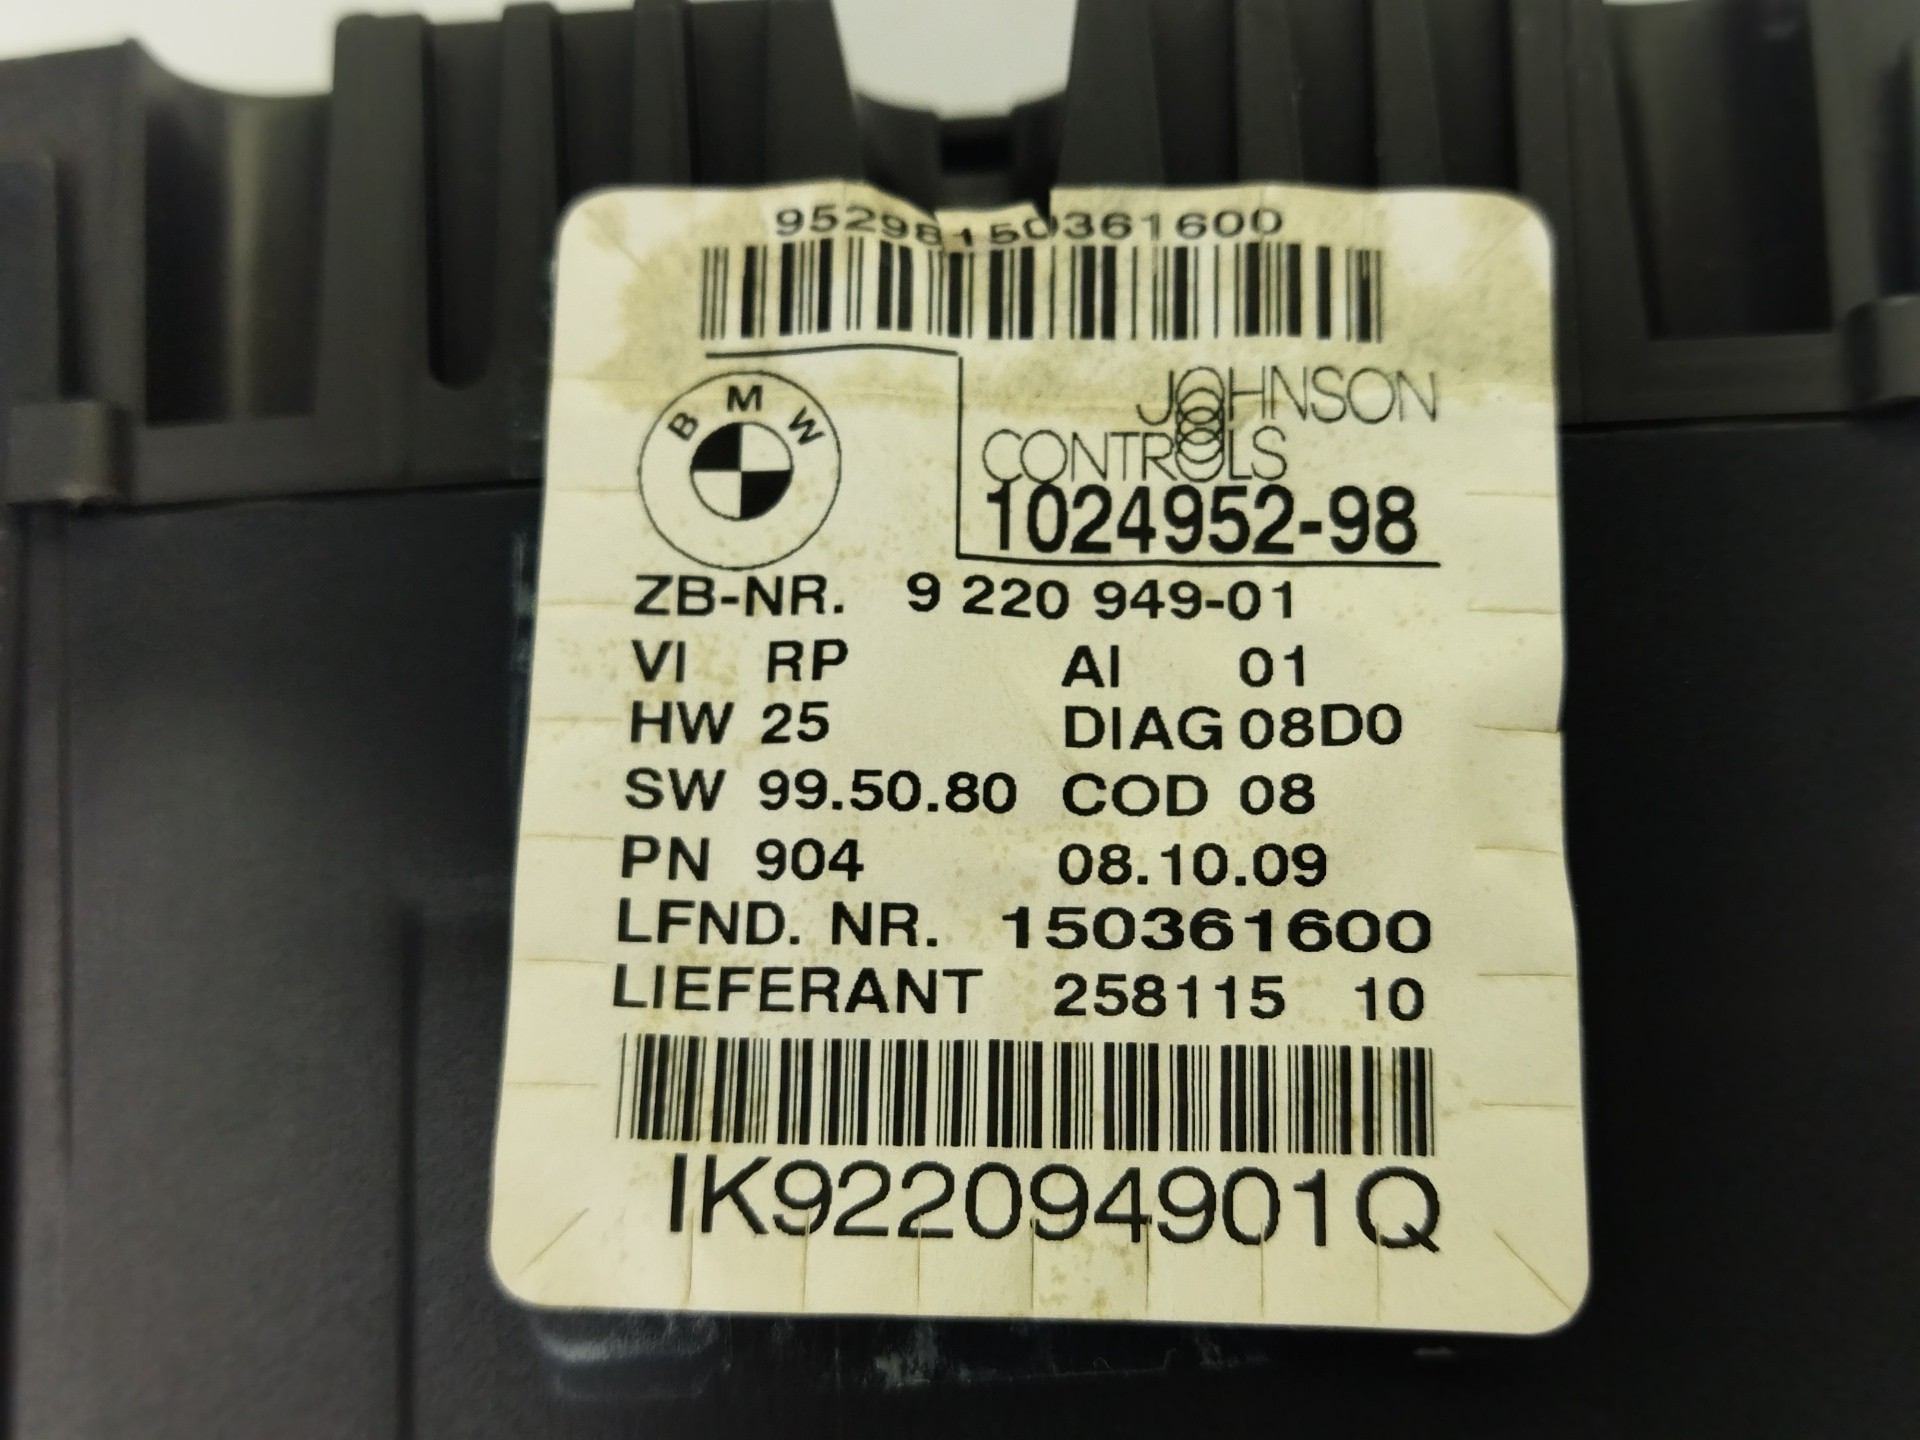 95298150361600
BMW
JOHNSON
CONTROLS
1024952-98
ZB-NR. 9 220 949-01
VI RP AI 01
HW 25 DIAG 08D0
SW 99.50.80 COD 08
PN 904 08.10.09
LFND. NR. 150361600
LIEFERANT 258115 10
IK922094901Q